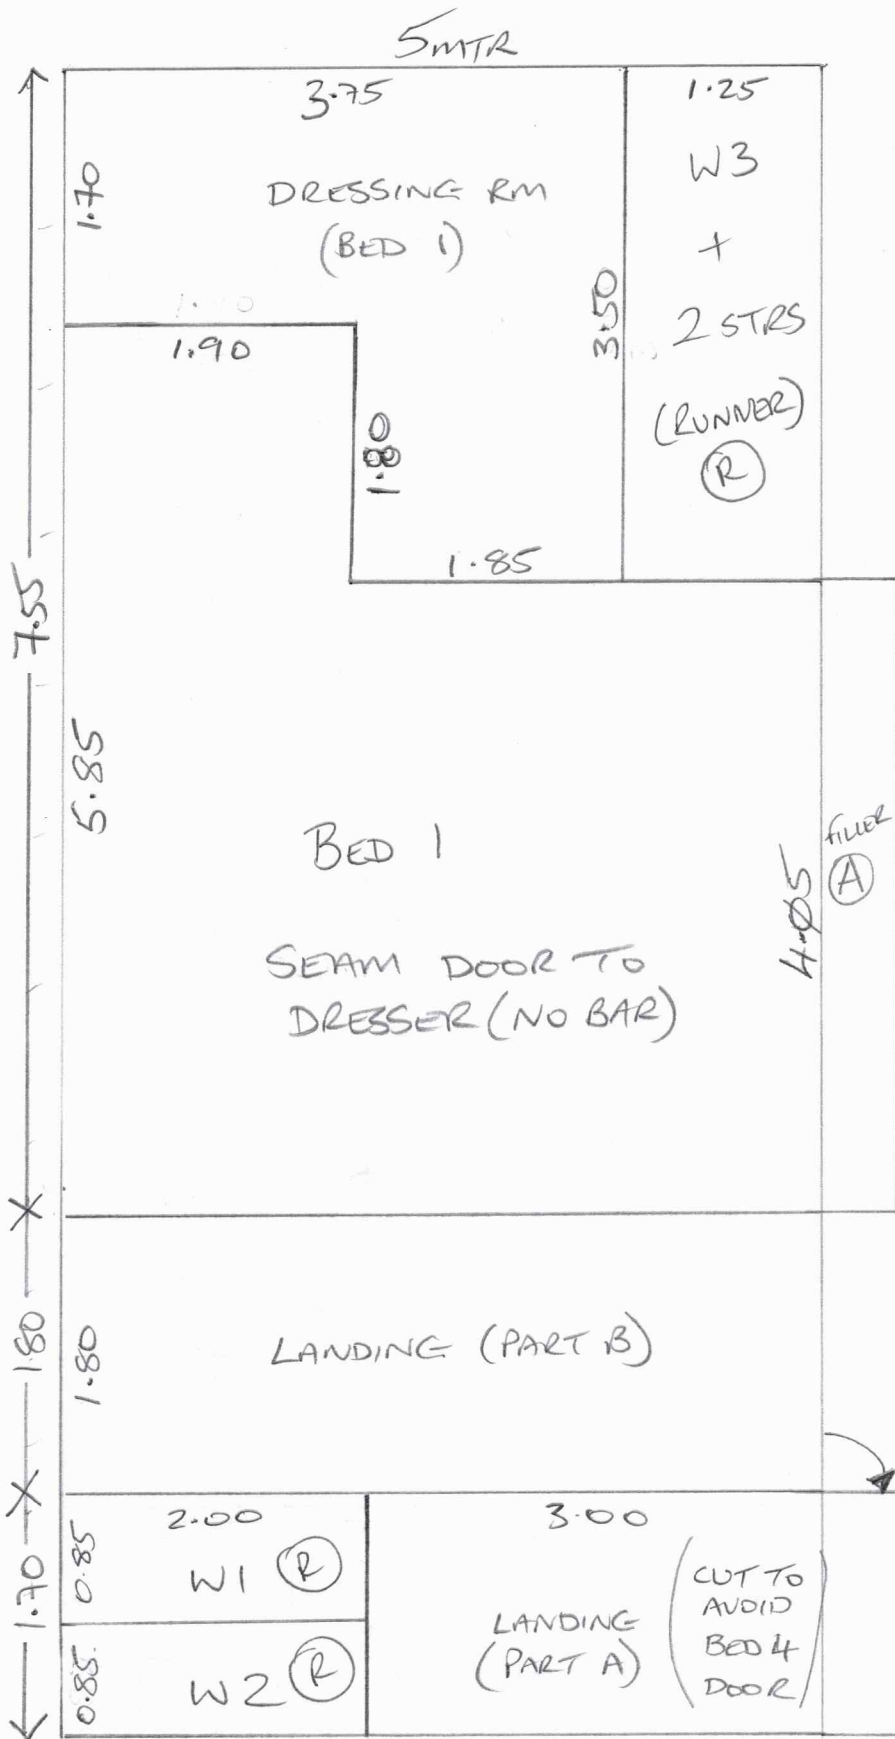 5MTR
3.75
1.25
1.70
DRESSING RM
(BED 1)
W3
+
2 STRS
(RUNNER)
R
3.50
1.90
1.80
1.85
7.55
5.85
BED 1
SEAM DOOR TO
DRESSER (NO BAR)
4.05
FILLER
A
1.80
1.80
LANDING (PART B)
1.70
0.85
2.00
W1 R
0.85.
W2 R
3.00
LANDING
(PART A)
(CUT TO
AVOID
BED 4
DOOR)